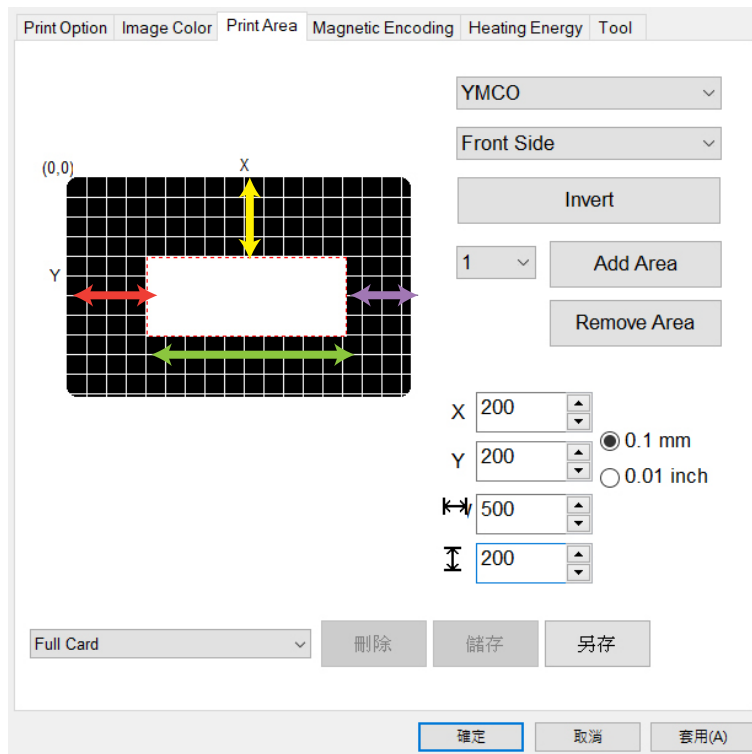 Print Option Image Color Print Area Magnetic Encoding Heating Energy Tool
YMCO
Front Side
(0,0) X
Invert
Y
1 Add Area
Remove Area
X 200
0.1 mm
Y 200
0.01 inch
500
200
Full Card 刪除 儲存 另存
確定 取消 套用(A)